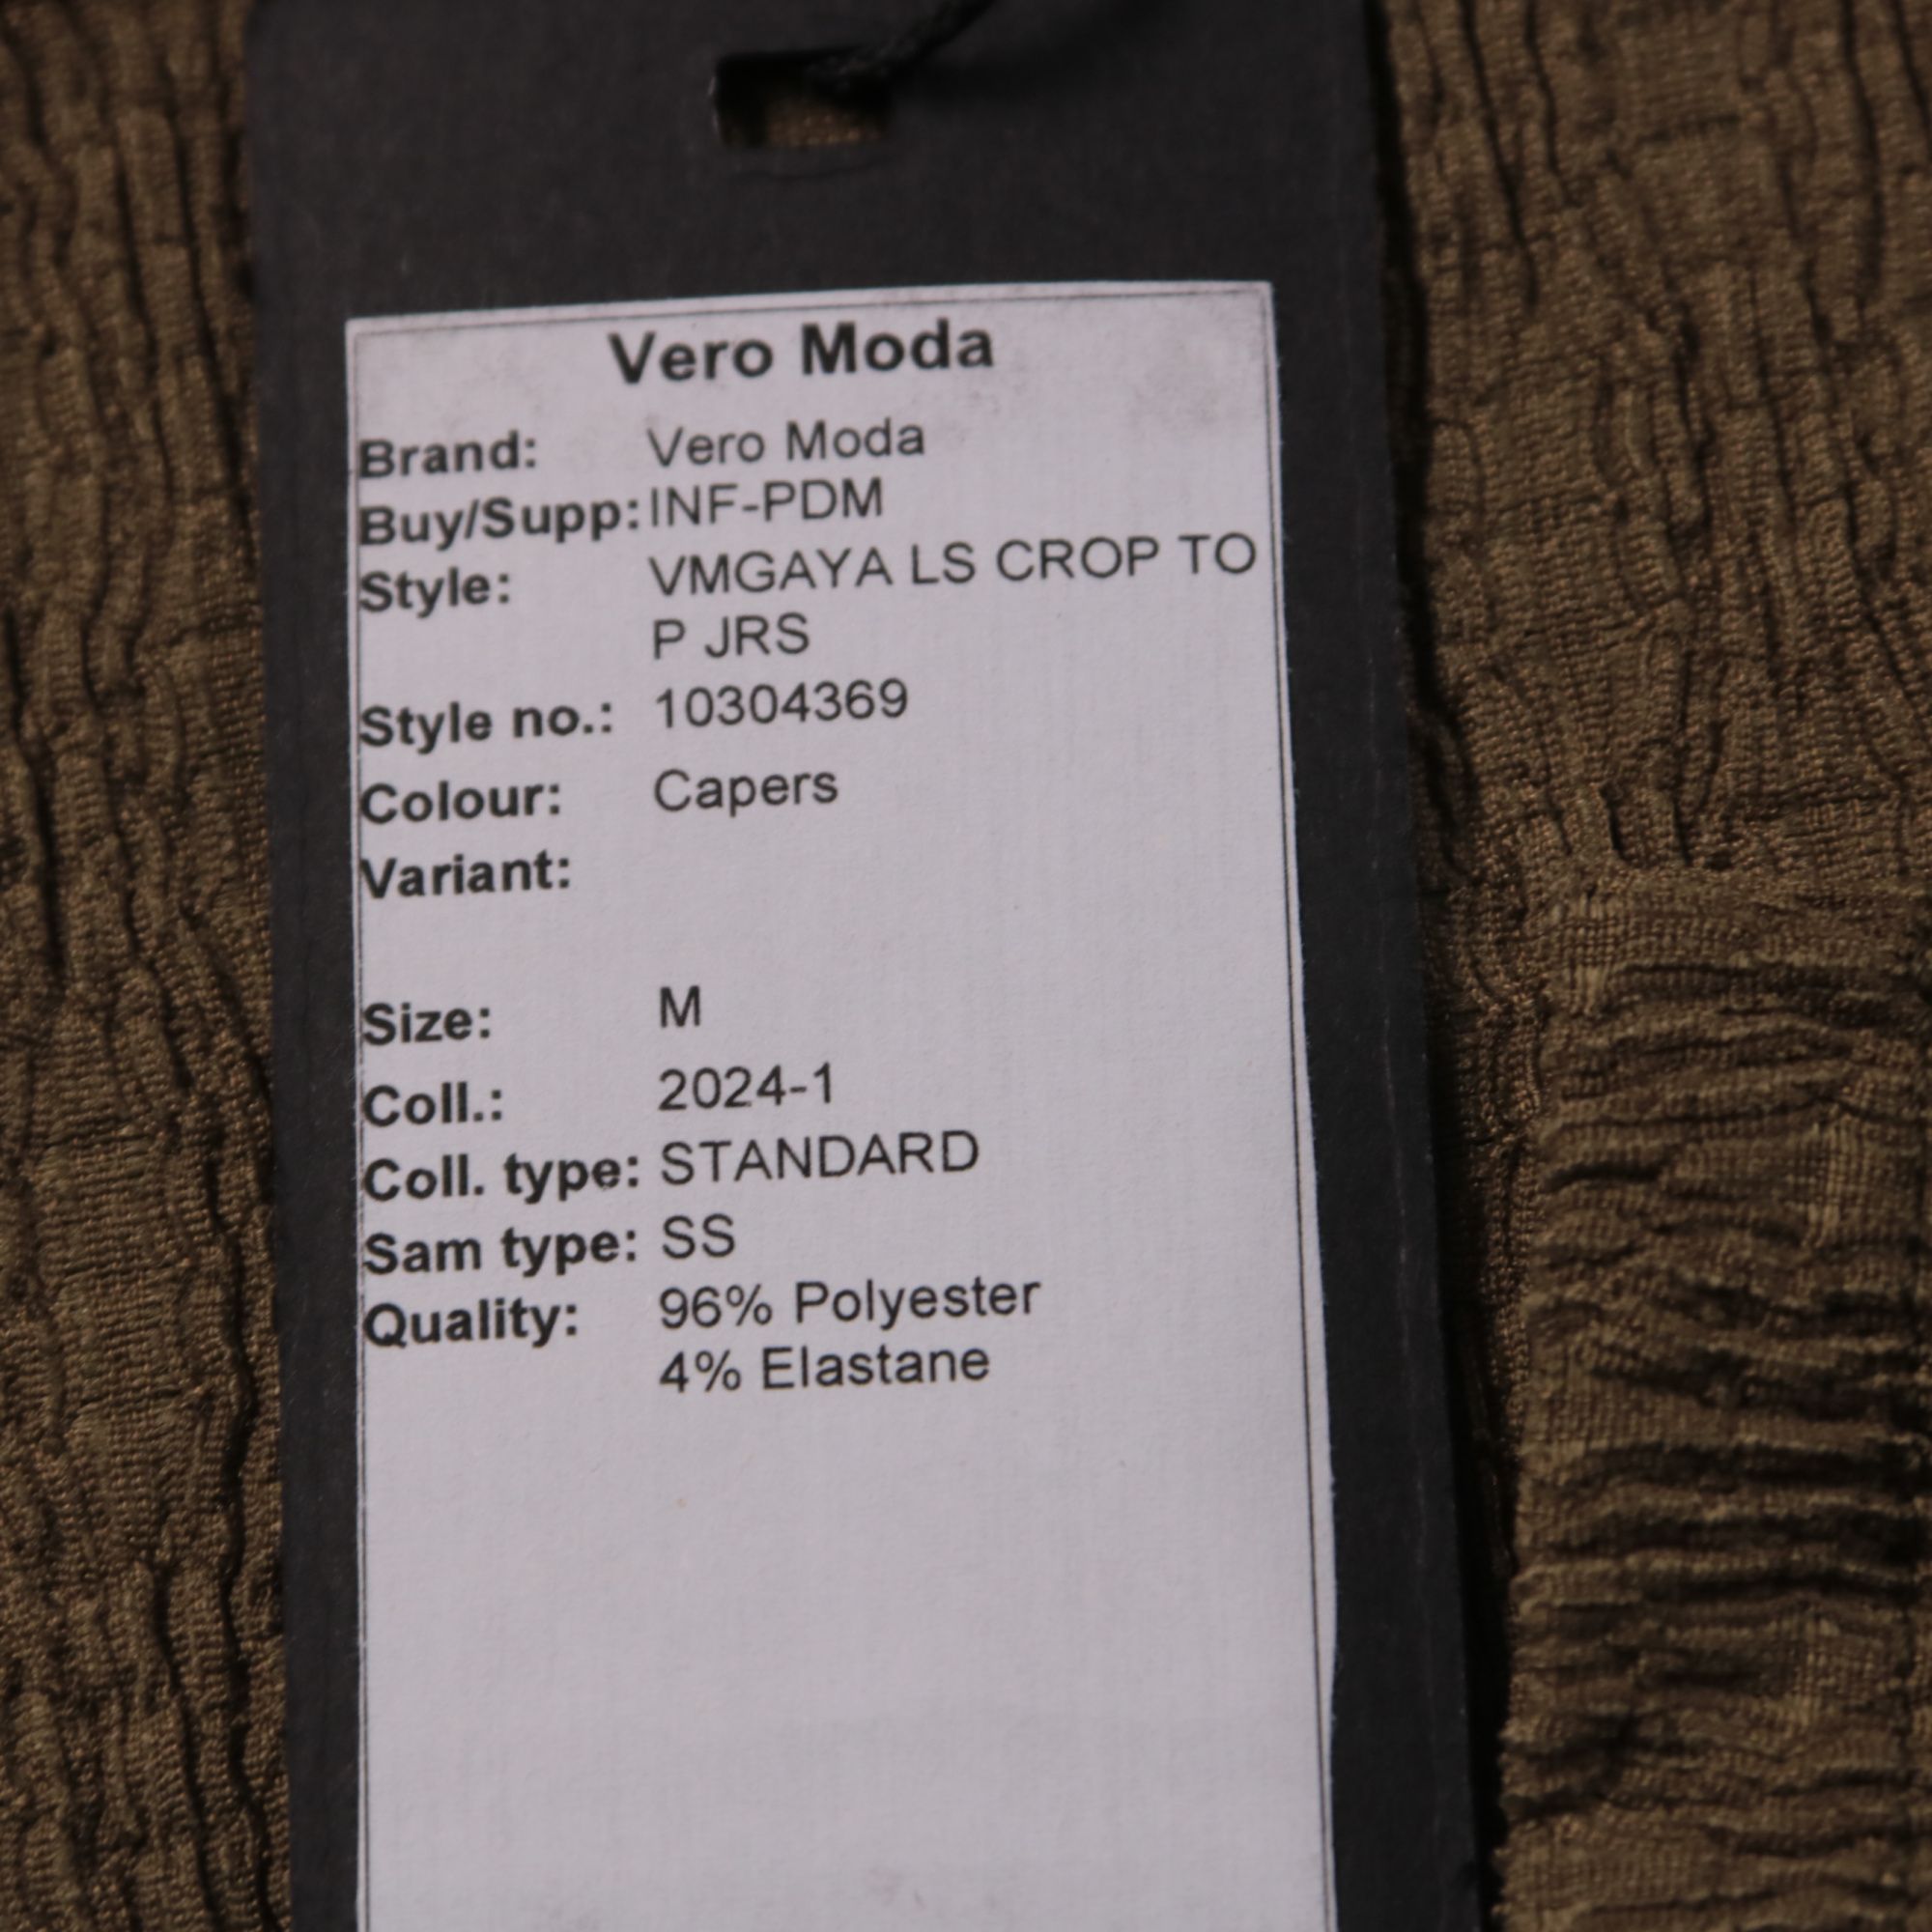 Vero Moda
Brand: Vero Moda
Buy/Supp: INF-PDM
Style: VMGAYA LS CROP TO
P JRS
Style no.: 10304369
Colour: Capers
Variant:
Size: M
Coll.: 2024-1
Coll. type: STANDARD
Sam type: SS
Quality: 96% Polyester
4% Elastane